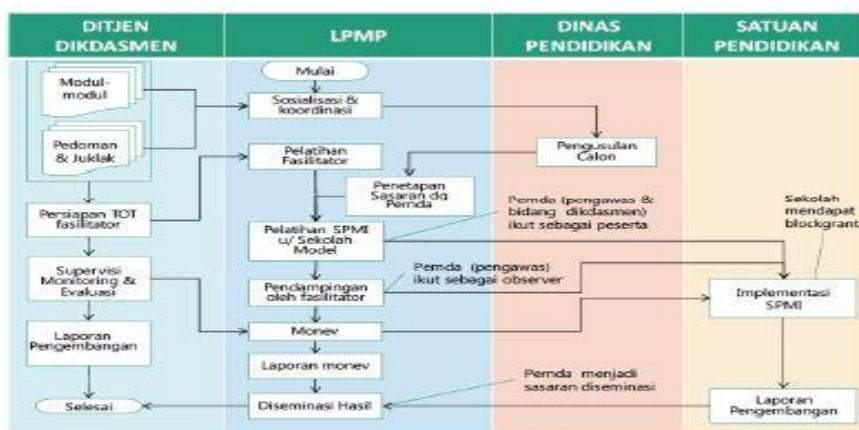 DITJEN
DIKDASMEN
LPMP
DINAS
PENDIDIKAN
SATUAN
PENDIDIKAN
Modul-
modul
Pedoman
& Juklak
Persiapan TOT
fasilitator
Supervisi
Monitoring &
Evaluasi
Laporan
Pengembangan
Selesai
Mulai
Sosialisasi &
koordinasi
Pelatihan
Fasilitator
Penetapan
Sasaran dg
Pemda
Pelatihan SPMI
u/ Sekolah
Model
Pendampingan
oleh fasilitator
Monev
Laporan monev
Diseminasi Hasil
Pengusulan
Calon
Pemda (pengawas &
bidang dikdasmen)
ikut sebagai peserta
Pemda (pengawas)
ikut sebagai observer
Pemda menjadi
sasaran diseminasi
Sekolah
mendapat
blockgrant
Implementasi
SPMI
Laporan
Pengembangan